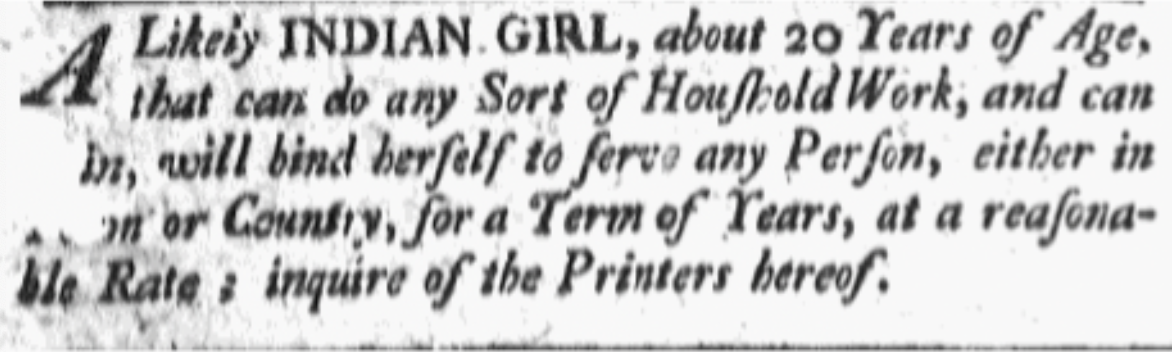 A Likely INDIAN GIRL, about 20 Years of Age,
that can do any Sort of Houſhold Work, and can
will bind herſelf to ſerve any Perſon, either in
or Country, for a Term of Years, at a reaſona-
ble Rate; inquire of the Printers hereof.